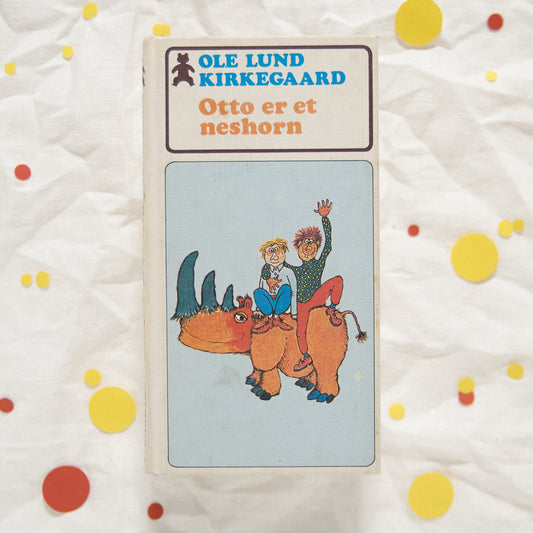 OLE LUND
KIRKEGAARD
Otto er et
neshorn